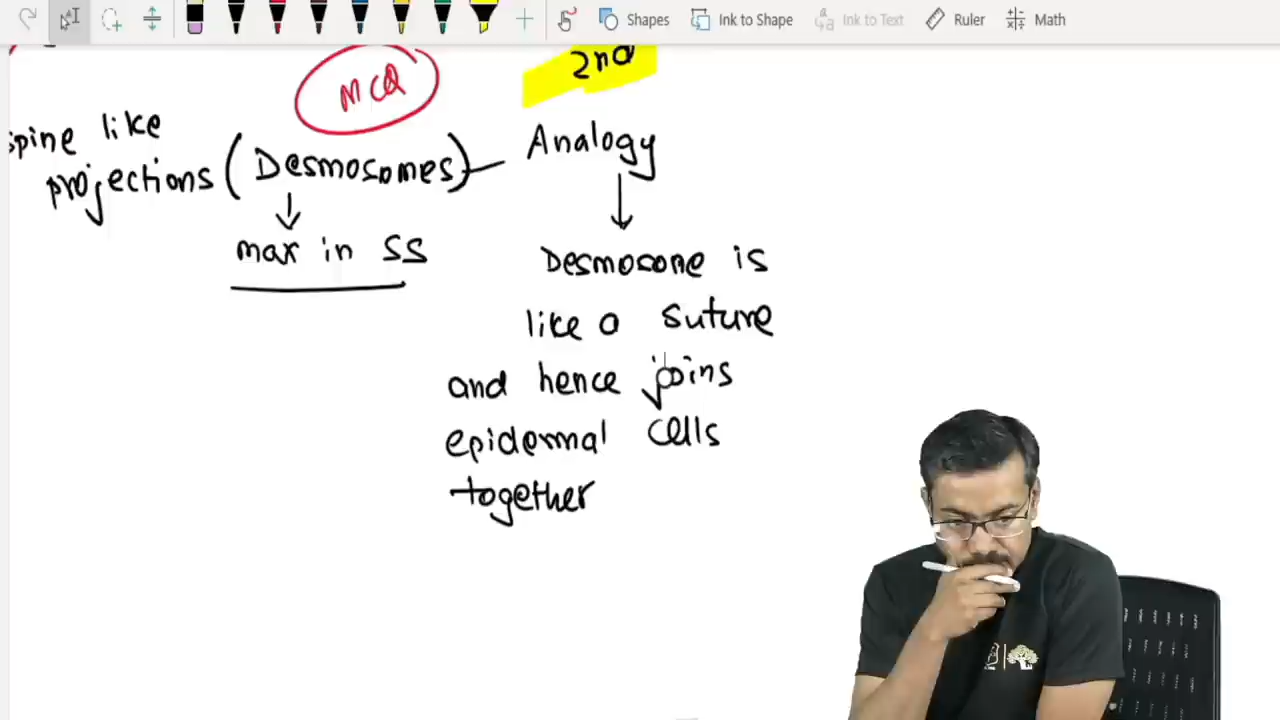 Shapes
Ink to Shape
Ink to Text
Ruler
Math
MCQ
2nd
spine like
projections (Desmosomes) — Analogy
max in SS
Desmosome is
like a suture
and hence joins
epidermal cells
together